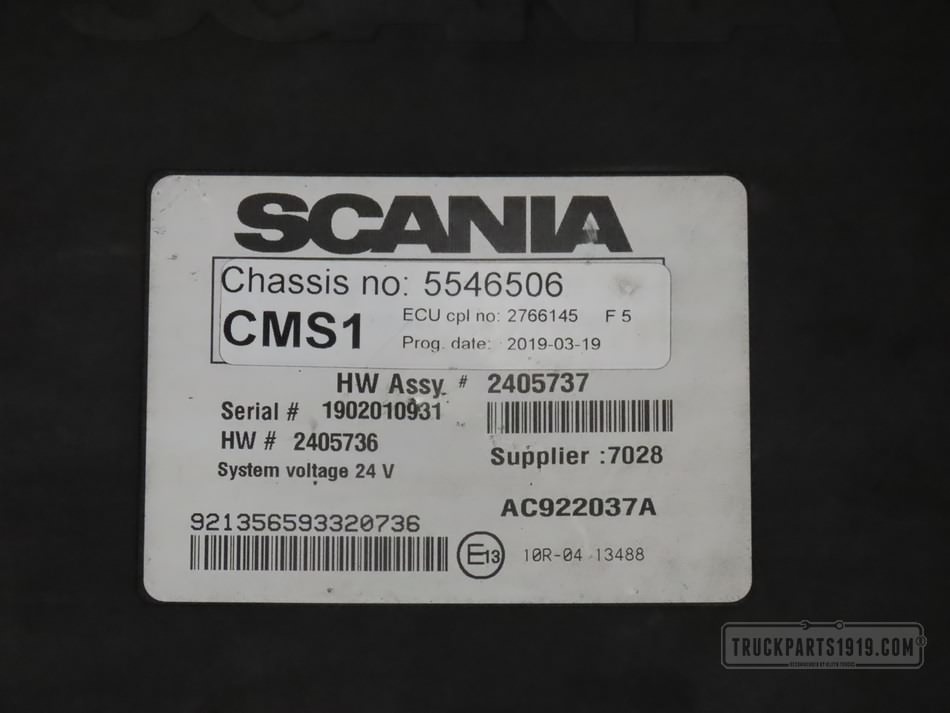 SCANIA
SCANIA
Chassis no: 5546506
CMS1
ECU cpl no: 2766145 F 5
Prog. date: 2019-03-19
HW Assy # 2405737
Serial # 1902010931
HW # 2405736
System voltage 24 V
Supplier :7028
AC922037A
921356593320736
E13
10R-04 13488
TRUCKPARTS1919.COM®